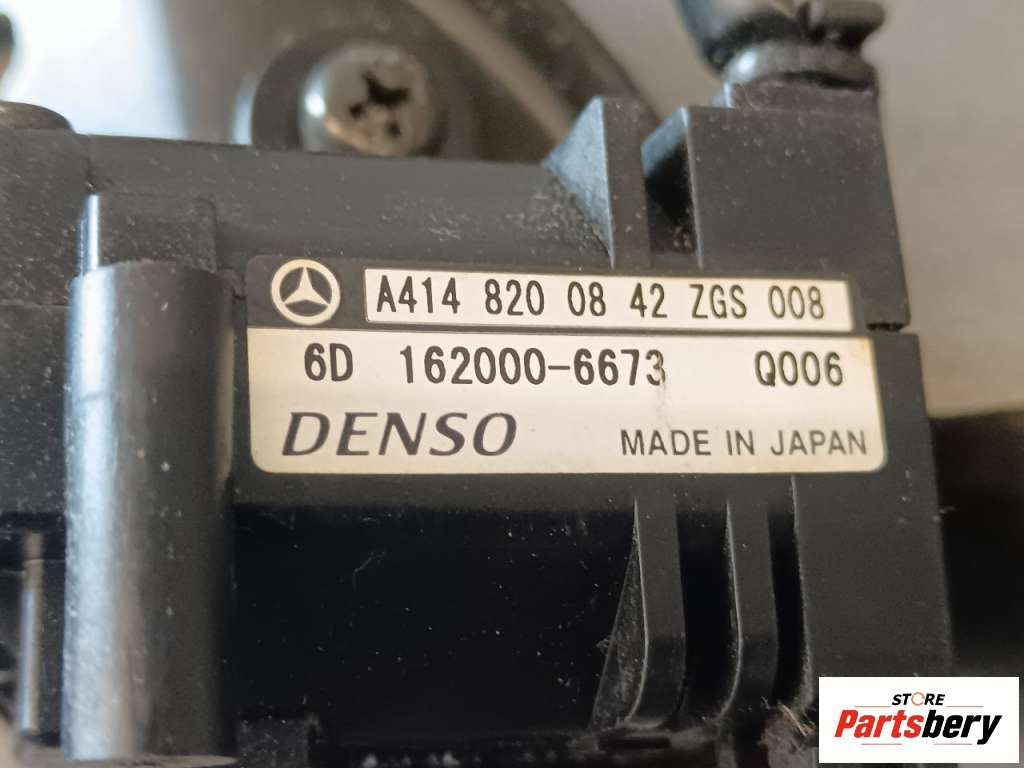 A414 820 08 42 ZGS 008
6D 162000-6673 Q006
DENSO MADE IN JAPAN
STORE
Partsbery